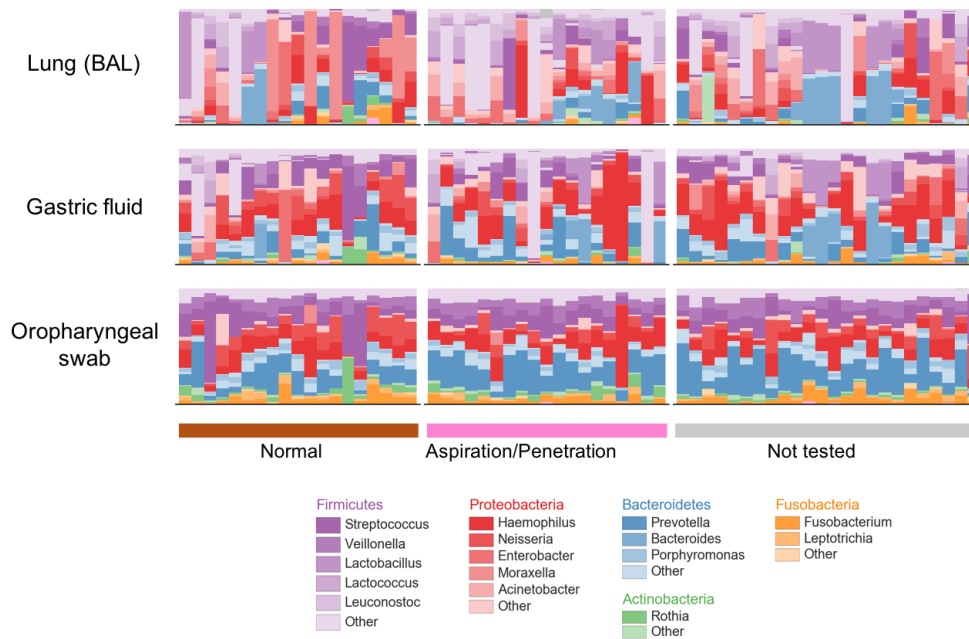 Lung (BAL)
Gastric fluid
Oropharyngeal
swab
Normal
Aspiration/Penetration
Not tested
Firmicutes
Streptococcus
Veillonella
Lactobacillus
Lactococcus
Leuconostoc
Other
Proteobacteria
Haemophilus
Neisseria
Enterobacter
Moraxella
Acinetobacter
Other
Bacteroidetes
Prevotella
Bacteroides
Porphyromonas
Other
Actinobacteria
Rothia
Other
Fusobacteria
Fusobacterium
Leptotrichia
Other